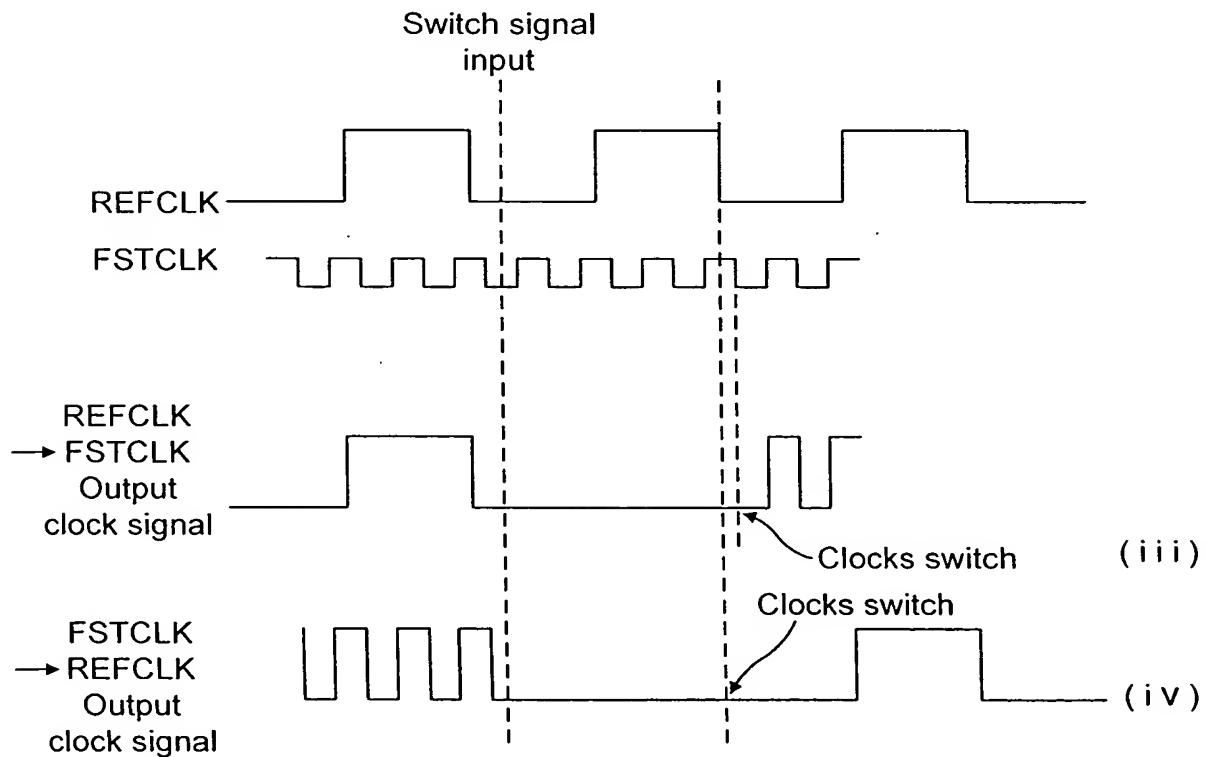 Switch signal
input
REFCLK
FSTCLK
REFCLK
→ FSTCLK
Output
clock signal
Clocks switch
(iii)
Clocks switch
FSTCLK
→ REFCLK
Output
clock signal
(iv)